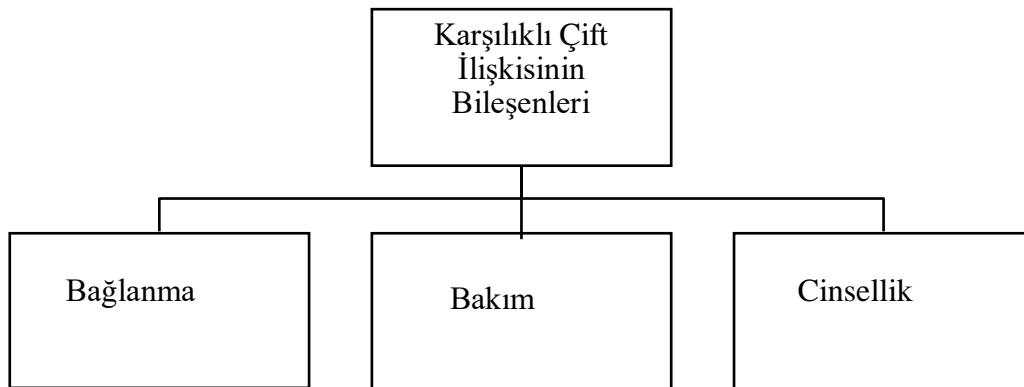 Karşılıklı Çift
İlişkisinin
Bileşenleri
Bağlanma
Bakım
Cinsellik